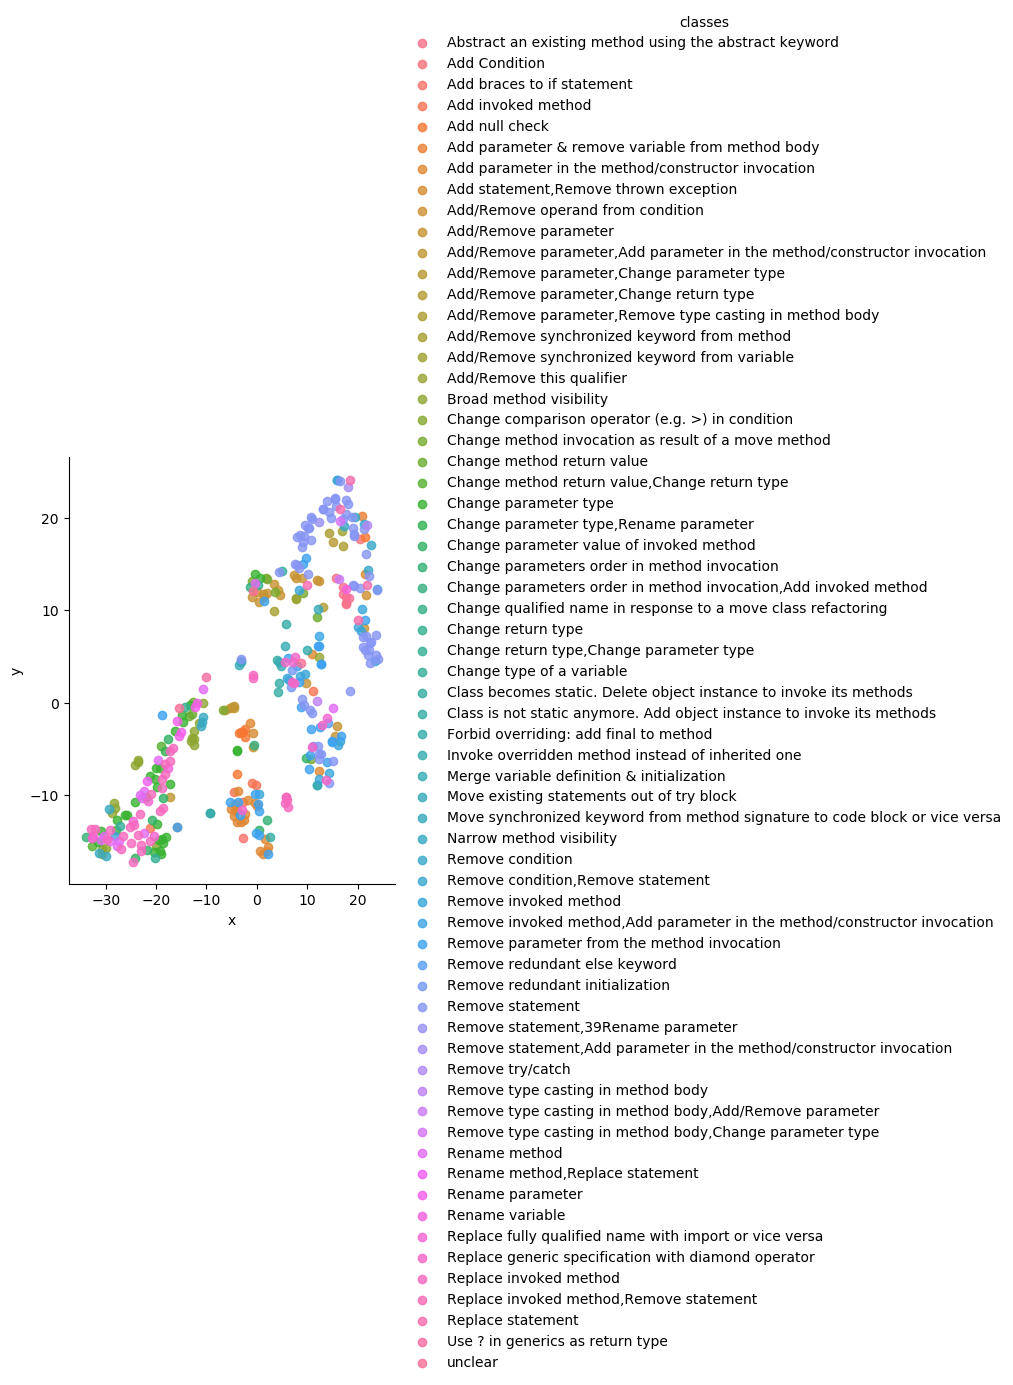 classes
Abstract an existing method using the abstract keyword
Add Condition
Add braces to if statement
Add invoked method
Add null check
Add parameter & remove variable from method body
Add parameter in the method/constructor invocation
Add statement,Remove thrown exception
Add/Remove operand from condition
Add/Remove parameter
Add/Remove parameter,Add parameter in the method/constructor invocation
Add/Remove parameter,Change parameter type
Add/Remove parameter,Change return type
Add/Remove parameter,Remove type casting in method body
Add/Remove synchronized keyword from method
Add/Remove synchronized keyword from variable
Add/Remove this qualifier
Broad method visibility
Change comparison operator (e.g. >) in condition
Change method invocation as result of a move method
Change method return value
Change method return value,Change return type
Change parameter type
Change parameter type,Rename parameter
Change parameter value of invoked method
Change parameters order in method invocation
Change parameters order in method invocation,Add invoked method
Change qualified name in response to a move class refactoring
Change return type
Change return type,Change parameter type
Change type of a variable
Class becomes static. Delete object instance to invoke its methods
Class is not static anymore. Add object instance to invoke its methods
Forbid overriding: add final to method
Invoke overridden method instead of inherited one
Merge variable definition & initialization
Move existing statements out of try block
Move synchronized keyword from method signature to code block or vice versa
Narrow method visibility
Remove condition
Remove condition,Remove statement
Remove invoked method
Remove invoked method,Add parameter in the method/constructor invocation
Remove parameter from the method invocation
Remove redundant else keyword
Remove redundant initialization
Remove statement
Remove statement,39Rename parameter
Remove statement,Add parameter in the method/constructor invocation
Remove try/catch
Remove type casting in method body
Remove type casting in method body,Add/Remove parameter
Remove type casting in method body,Change parameter type
Rename method
Rename method,Replace statement
Rename parameter
Rename variable
Replace fully qualified name with import or vice versa
Replace generic specification with diamond operator
Replace invoked method
Replace invoked method,Remove statement
Replace statement
Use ? in generics as return type
unclear
y
20
10
0
−10
−30
−20
−10
0
10
20
x